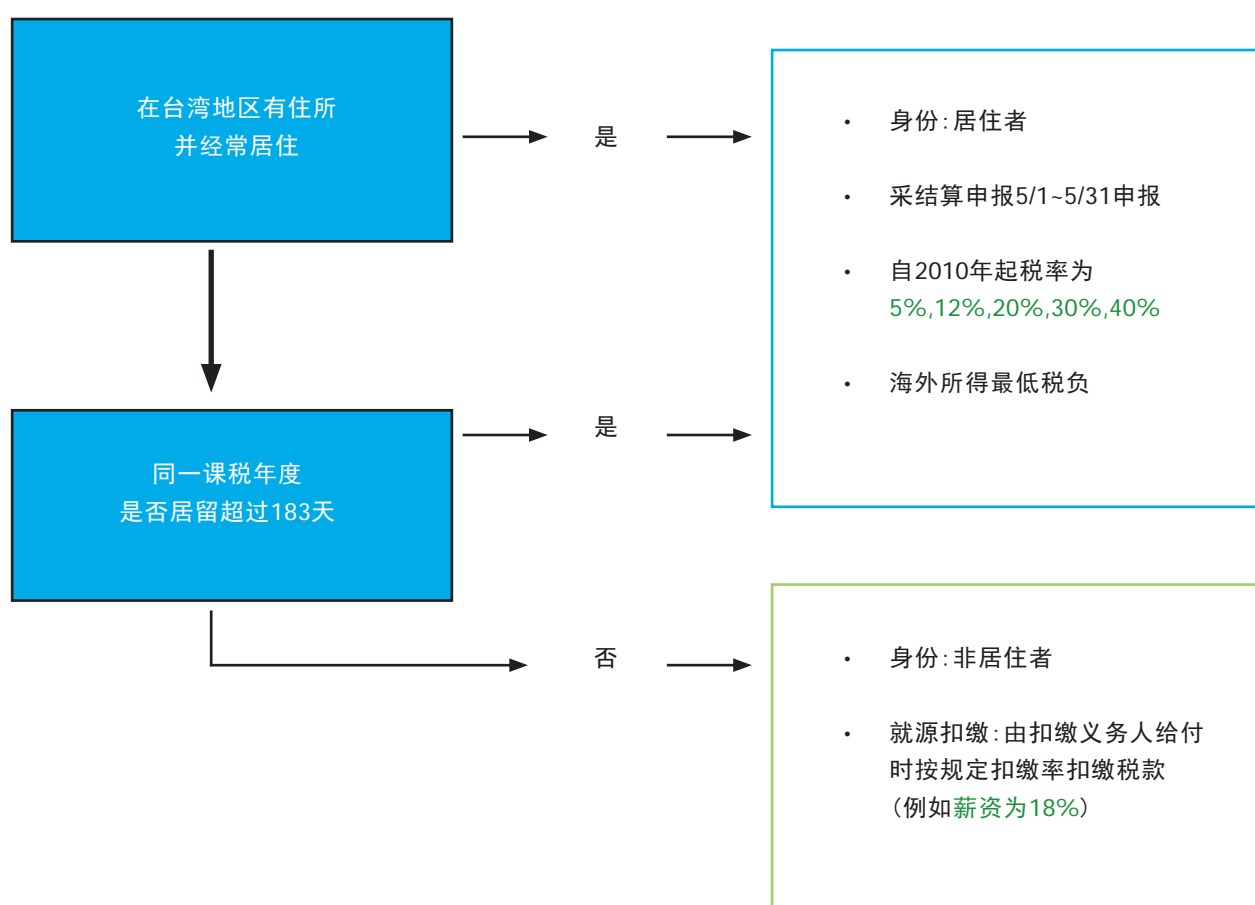 在台湾地区有住所
并经常居住
是
• 身份:居住者
• 采结算申报5/1~5/31申报
• 自2010年起税率为
5%,12%,20%,30%,40%
• 海外所得最低税负
同一课税年度
是否居留超过183天
是
否
• 身份:非居住者
• 就源扣缴:由扣缴义务人给付
时按规定扣缴率扣缴税款
(例如薪资为18%)